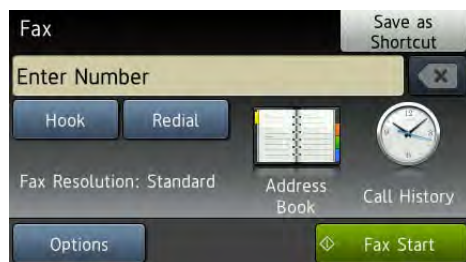 Fax
Save as
Shortcut
Enter Number
Hook
Redial
Fax Resolution: Standard
Address
Book
Call History
Options
Fax Start